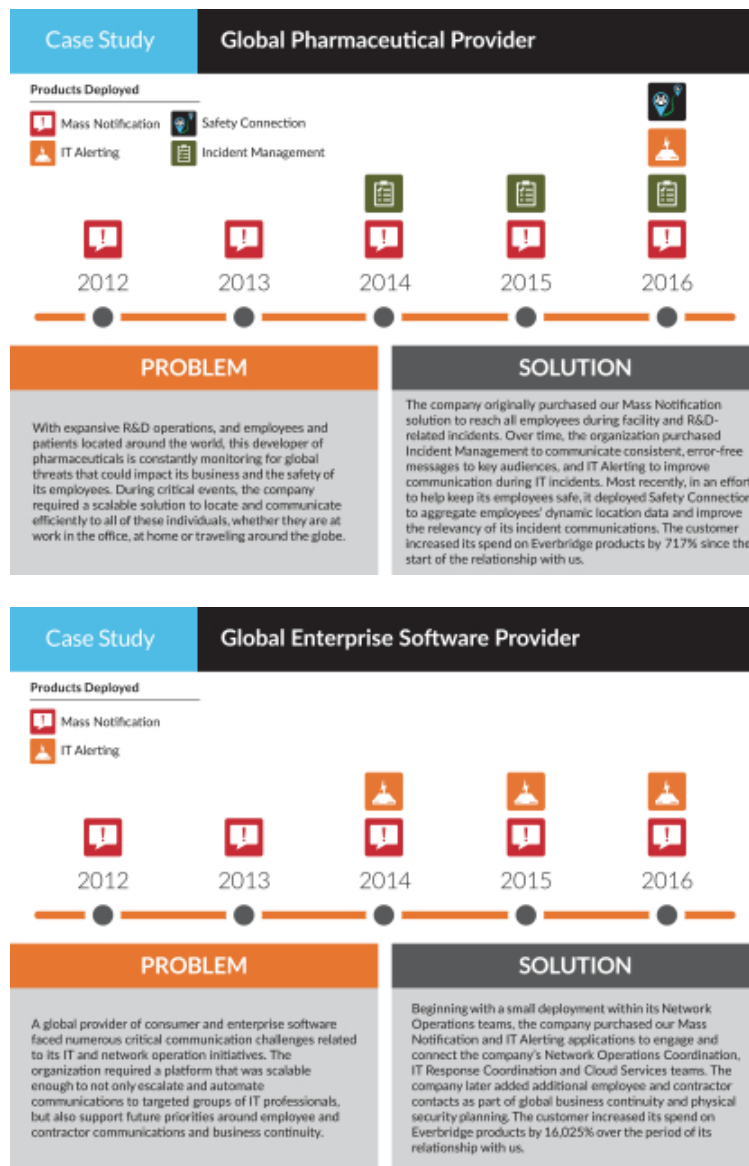 Case Study
Global Pharmaceutical Provider
Products Deployed
Mass Notification
Safety Connection
IT Alerting
Incident Management
2012
2013
2014
2015
2016
PROBLEM
With expansive R&D operations, and employees and
patients located around the world, this developer of
pharmaceuticals is constantly monitoring for global
threats that could impact its business and the safety of
its employees. During critical events, the company
required a scalable solution to locate and communicate
efficiently to all of these individuals, whether they are at
work in the office, at home or traveling around the globe.
SOLUTION
The company originally purchased our Mass Notification
solution to reach all employees during facility and R&D-
related incidents. Over time, the organization purchased
Incident Management to communicate consistent, error-free
messages to key audiences, and IT Alerting to improve
communication during IT incidents. Most recently, in an effort
to help keep its employees safe, it deployed Safety Connection
to aggregate employees' dynamic location data and improve
the relevancy of its incident communications. The customer
increased its spend on Everbridge products by 717% since the
start of the relationship with us.
Case Study
Global Enterprise Software Provider
Products Deployed
Mass Notification
IT Alerting
2012
2013
2014
2015
2016
PROBLEM
A global provider of consumer and enterprise software
faced numerous critical communication challenges related
to its IT and network operation initiatives. The
organization required a platform that was scalable
enough to not only escalate and automate
communications to targeted groups of IT professionals,
but also support future priorities around employee and
contractor communications and business continuity.
SOLUTION
Beginning with a small deployment within its Network
Operations teams, the company purchased our Mass
Notification and IT Alerting applications to engage and
connect the company's Network Operations Coordination,
IT Response Coordination and Cloud Services teams. The
company later added additional employee and contractor
contacts as part of global business continuity and physical
security planning. The customer increased its spend on
Everbridge products by 16,025% over the period of its
relationship with us.